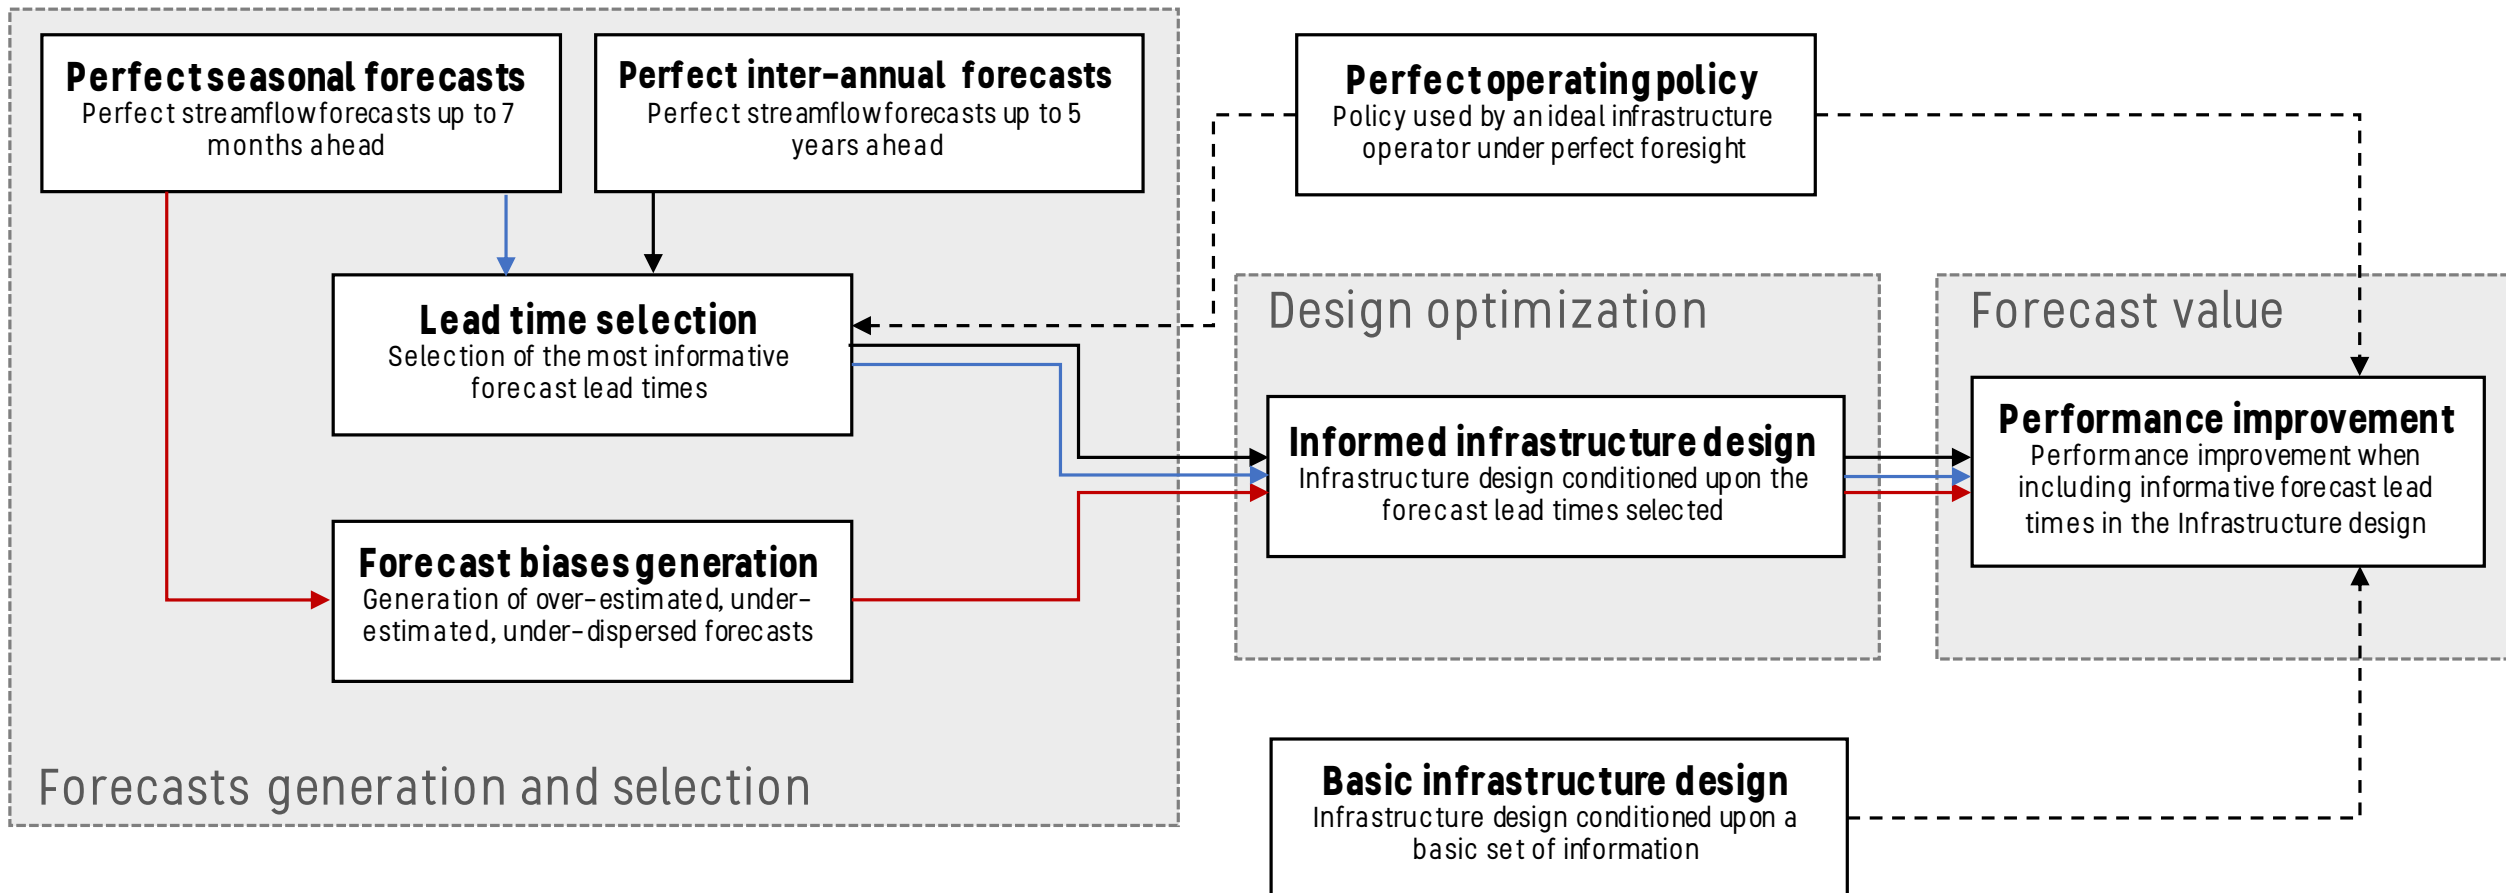 Perfect seasonal forecasts
Perfect streamflow forecasts up to 7
months ahead
Perfect inter-annual forecasts
Perfect streamflow forecasts up to 5
years ahead
Perfect operating policy
Policy used by an ideal infrastructure
operator under perfect foresight
Lead time selection
Selection of the most informative
forecast lead times
Design optimization
Forecast value
Informed infrastructure design
Infrastructure design conditioned upon the
forecast lead times selected
Performance improvement
Performance improvement when
including informative forecast lead
times in the Infrastructure design
Forecast biases generation
Generation of over-estimated, under-
estimated, under-dispersed forecasts
Forecasts generation and selection
Basic infrastructure design
Infrastructure design conditioned upon a
basic set of information